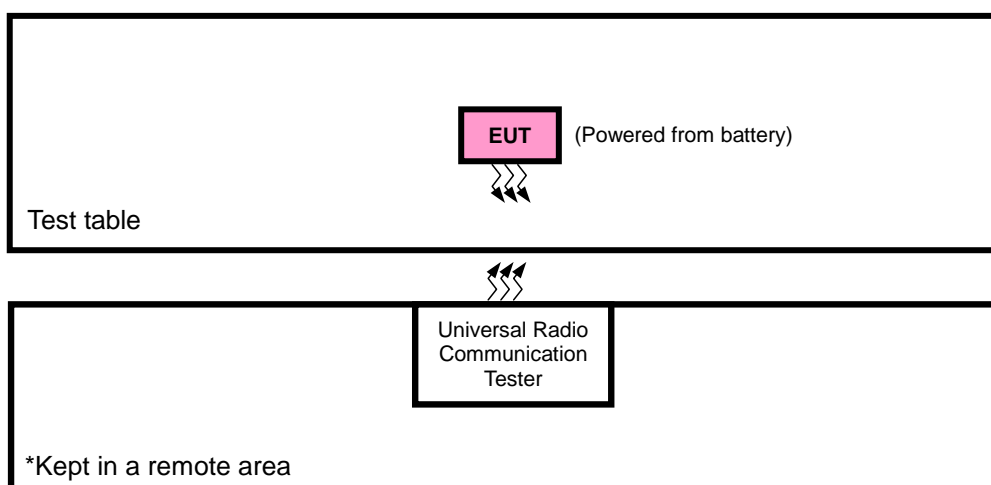 EUT
(Powered from battery)
Test table
Universal Radio
Communication
Tester
*Kept in a remote area